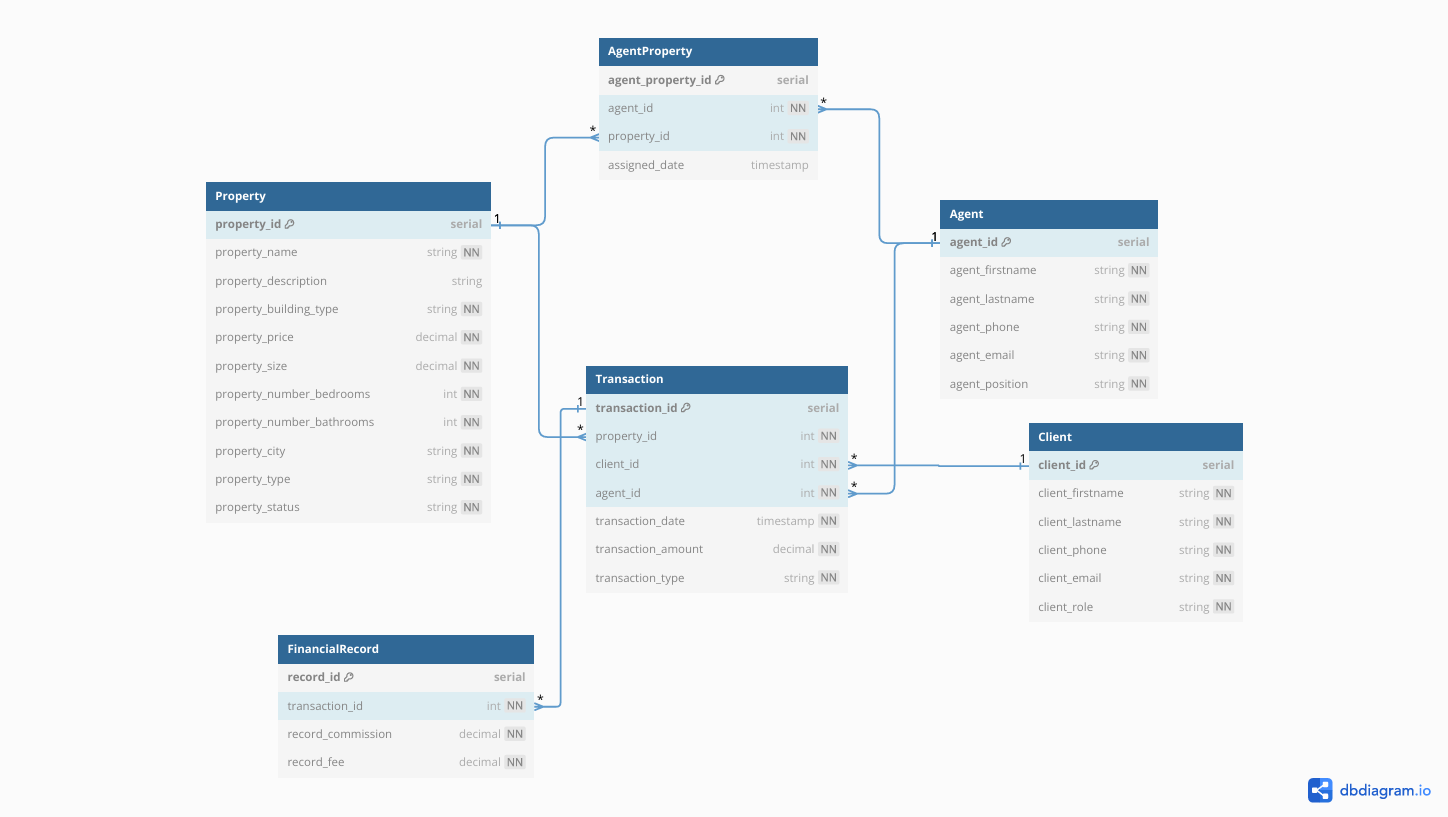 AgentProperty
agent_property_id serial
agent_id int NN
property_id int NN
assigned_date timestamp
* * 
Property
property_id serial
property_name string NN
property_description string
property_building_type string NN
property_price decimal NN
property_size decimal NN
property_number_bedrooms int NN
property_number_bathrooms int NN
property_city string NN
property_type string NN
property_status string NN
1
Agent
agent_id serial
agent_firstname string NN
agent_lastname string NN
agent_phone string NN
agent_email string NN
agent_position string NN
1
Transaction
transaction_id serial
property_id int NN
client_id int NN
agent_id int NN
transaction_date timestamp NN
transaction_amount decimal NN
transaction_type string NN
1
*
*
*
Client
client_id serial
client_firstname string NN
client_lastname string NN
client_phone string NN
client_email string NN
client_role string NN
1
FinancialRecord
record_id serial
transaction_id int NN
record_commission decimal NN
record_fee decimal NN
*
dbdiagram.io